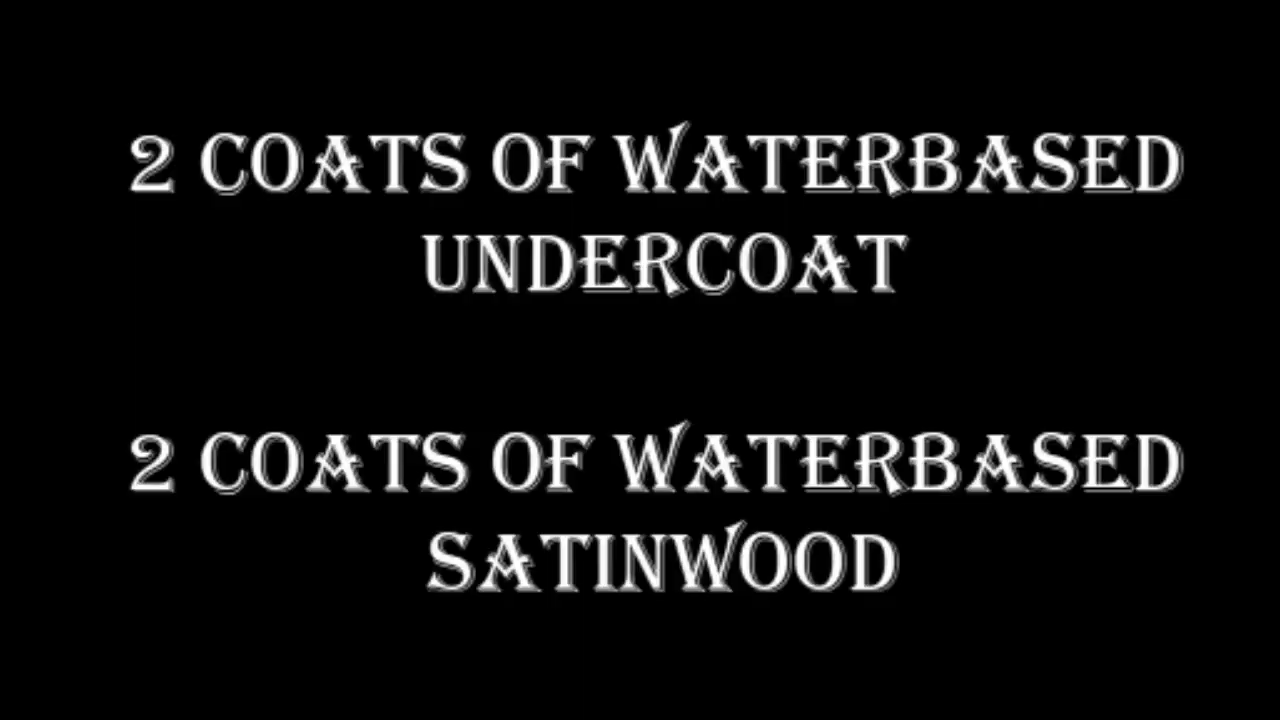 2 COATS OF WATERBASED
UNDERCOAT
2 COATS OF WATERBASED
SATINWOOD